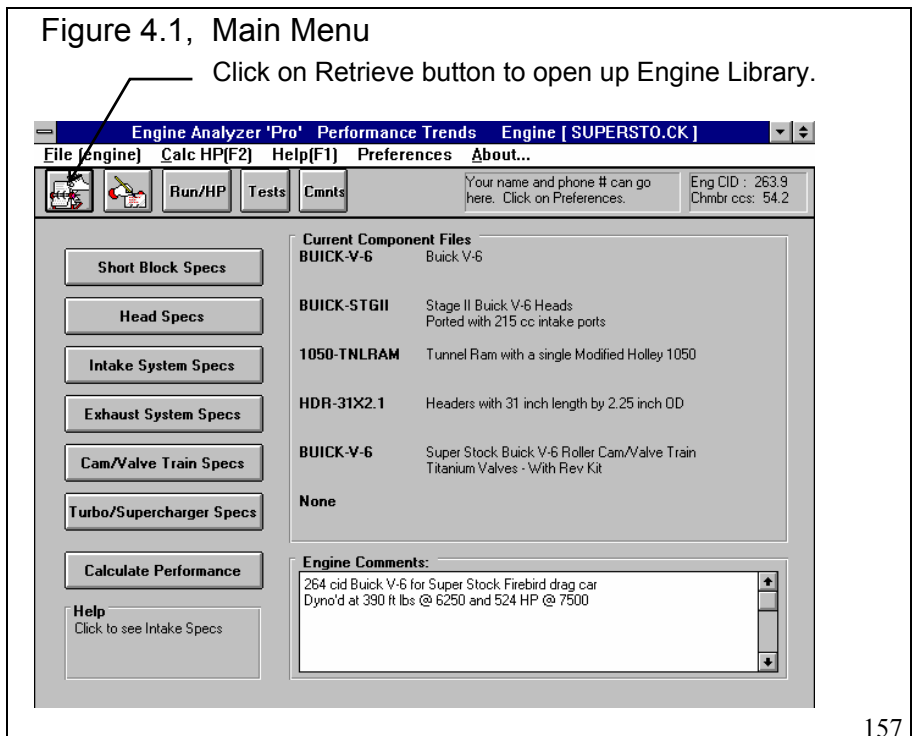 Figure 4.1,  Main Menu
Click on Retrieve button to open up Engine Library.
Engine Analyzer 'Pro'   Performance Trends    Engine [ SUPERSTO.CK ]
File (engine)   Calc HP(F2)   Help(F1)   Preferences   About...
Run/HP   Tests   Cmnts
Your name and phone # can go
here.  Click on Preferences.
Eng CID :  263.9
Chmbr ccs:  54.2
Short Block Specs
Head Specs
Intake System Specs
Exhaust System Specs
Cam/Valve Train Specs
Turbo/Supercharger Specs
Calculate Performance
Help
Click to see Intake Specs
Current Component Files
BUICK-V-6   Buick V-6
BUICK-STGII   Stage II Buick V-6 Heads
Ported with 215 cc intake ports
1050-TNLRAM   Tunnel Ram with a single Modified Holley 1050
HDR-31X2.1   Headers with 31 inch length by 2.25 inch OD
BUICK-V-6   Super Stock Buick V-6 Roller Cam/Valve Train
Titanium Valves - With Rev Kit
None
Engine Comments:
264 cid Buick V-6 for Super Stock Firebird drag car
Dyno'd at 390 ft lbs @ 6250 and 524 HP @ 7500
157